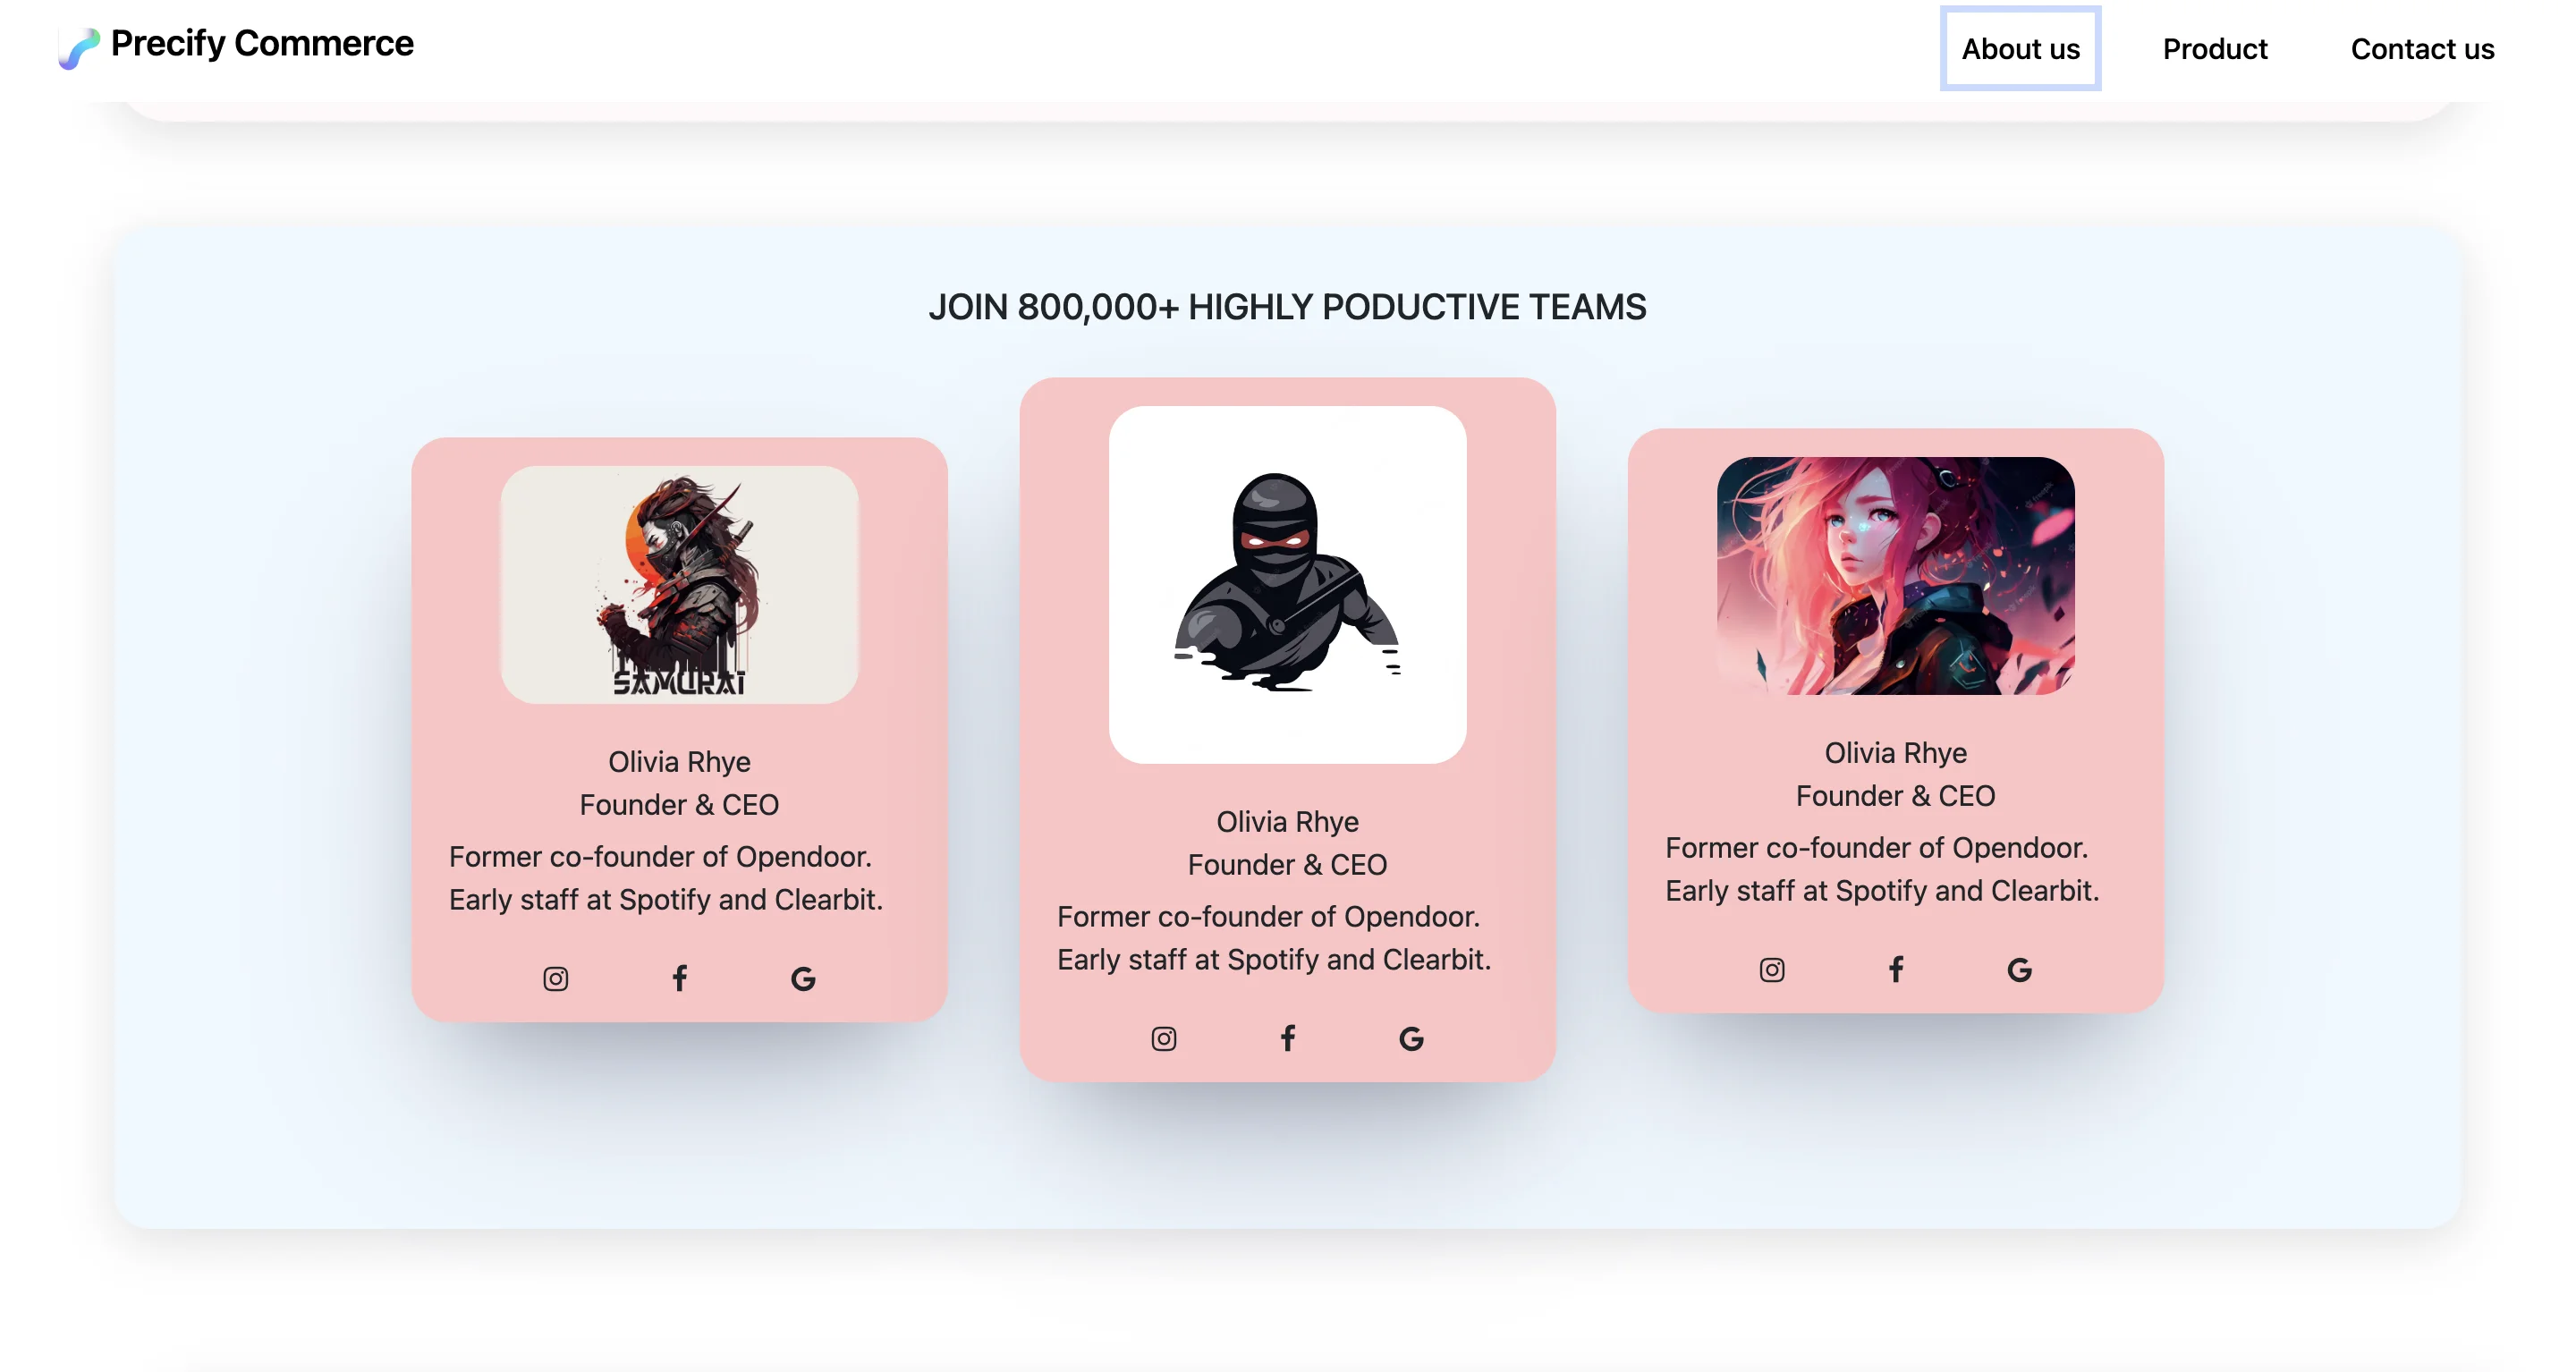 Precify Commerce
About us
Product
Contact us
JOIN 800,000+ HIGHLY PODUCTIVE TEAMS
SAMURAI
Olivia Rhye
Founder & CEO
Former co-founder of Opendoor.
Early staff at Spotify and Clearbit.
Olivia Rhye
Founder & CEO
Former co-founder of Opendoor.
Early staff at Spotify and Clearbit.
Olivia Rhye
Founder & CEO
Former co-founder of Opendoor.
Early staff at Spotify and Clearbit.